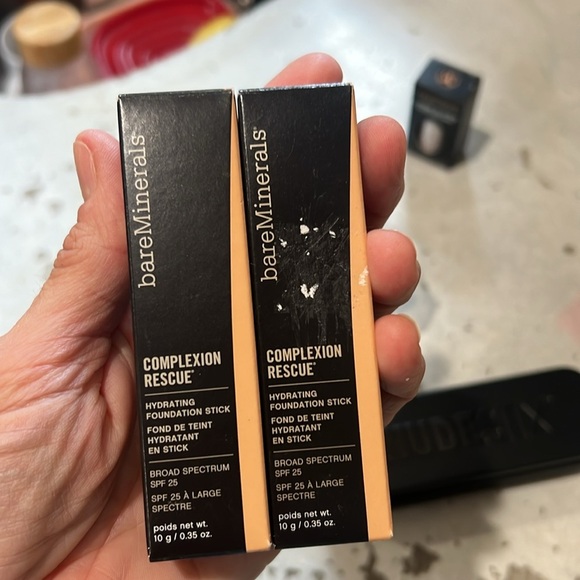 bareMinerals®
COMPLEXION
RESCUE®
HYDRATING
FOUNDATION STICK
FOND DE TEINT
HYDRATANT
EN STICK
BROAD SPECTRUM
SPF 25
SPF 25 À LARGE
SPECTRE
poids net wt.
10 g / 0.35 oz.
bareMinerals®
COMPLEXION
RESCUE®
HYDRATING
FOUNDATION STICK
FOND DE TEINT
HYDRATANT
EN STICK
BROAD SPECTRUM
SPF 25
SPF 25 À LARGE
SPECTRE
poids net wt.
10 g / 0.35 oz.